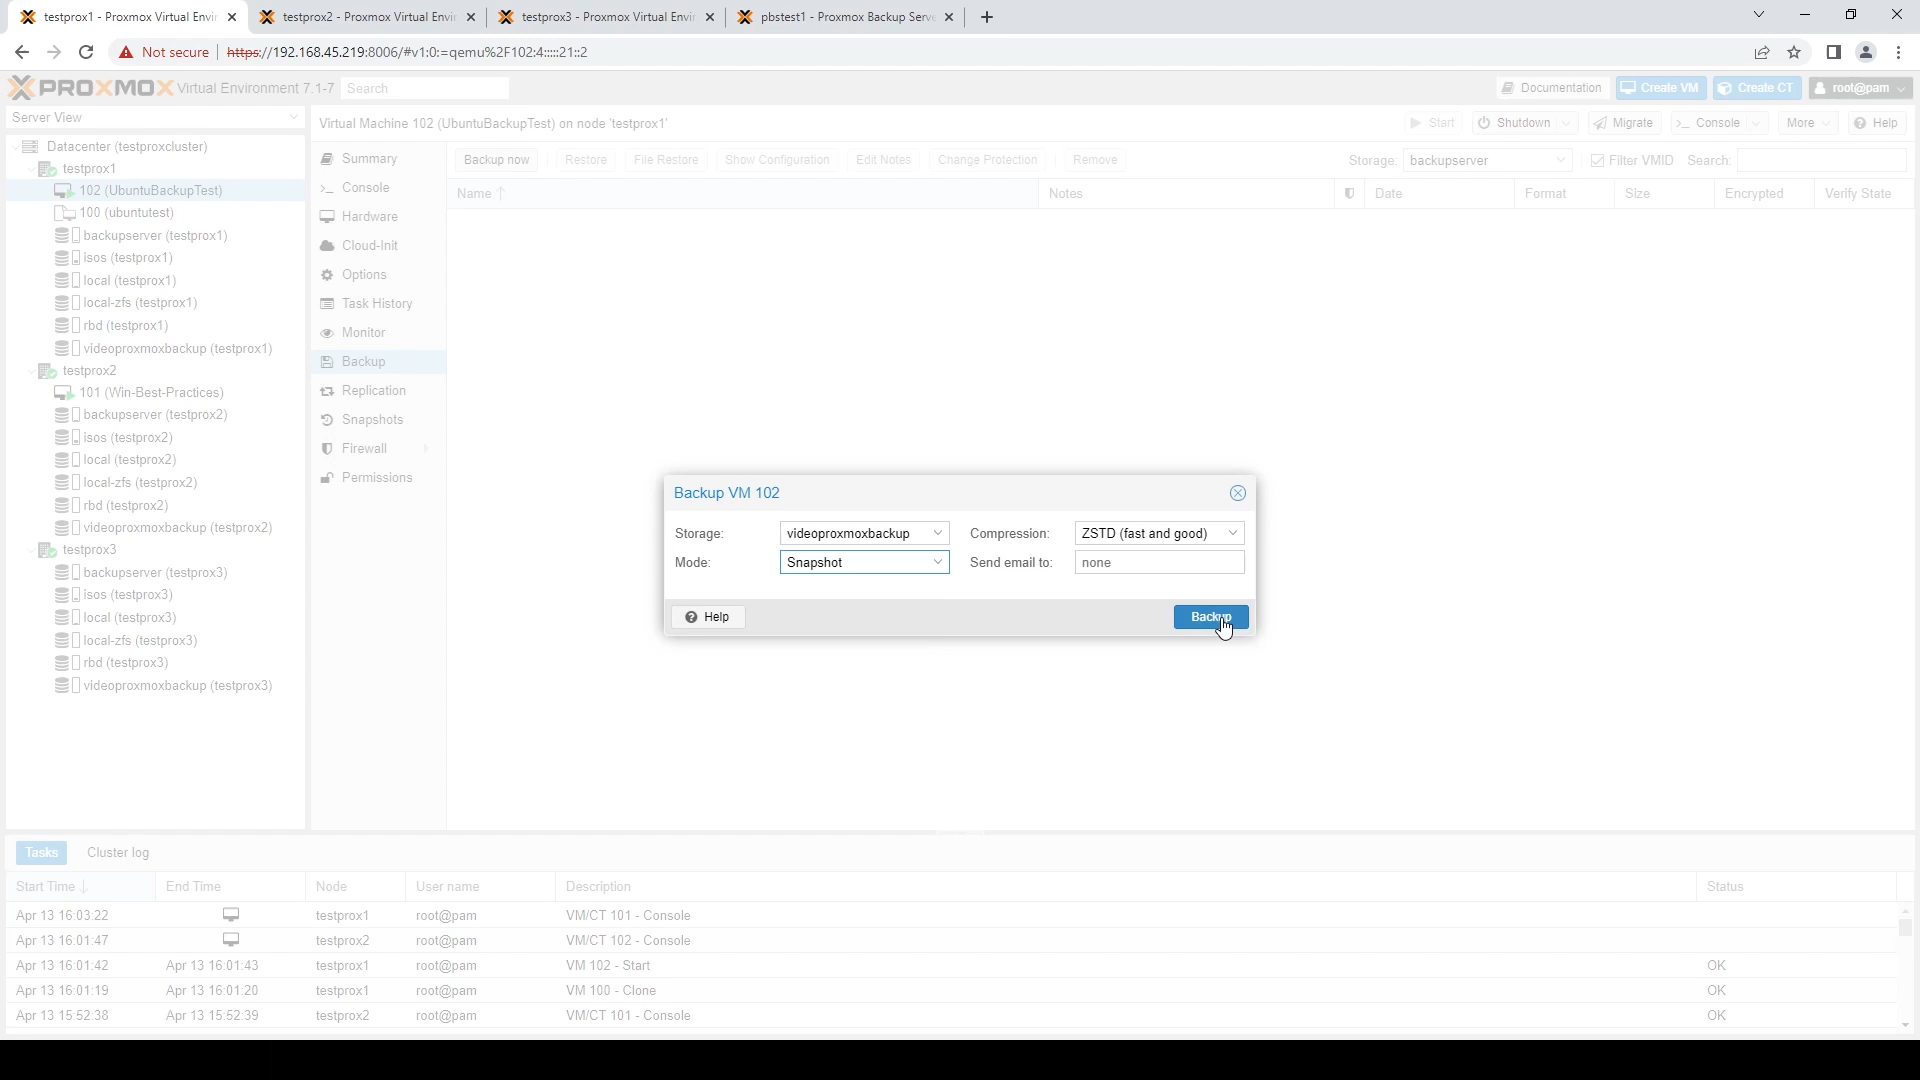 testprox1 - Proxmox Virtual Envir
testprox2 - Proxmox Virtual Envir
testprox3 - Proxmox Virtual Envir
pbstest1 - Proxmox Backup Serve
Not secure
https://192.168.45.219:8006/#v1:0:=qemu%2F102:4:::::21::2
PROXMOX Virtual Environment 7.1-7
Search
Documentation
Create VM
Create CT
root@pam
Server View
Virtual Machine 102 (UbuntuBackupTest) on node 'testprox1'
Start
Shutdown
Migrate
>_ Console
More
Help
Datacenter (testproxcluster)
testprox1
102 (UbuntuBackupTest)
100 (ubuntutest)
backupserver (testprox1)
isos (testprox1)
local (testprox1)
local-zfs (testprox1)
rbd (testprox1)
videoproxmoxbackup (testprox1)
testprox2
101 (Win-Best-Practices)
backupserver (testprox2)
isos (testprox2)
local (testprox2)
local-zfs (testprox2)
rbd (testprox2)
videoproxmoxbackup (testprox2)
testprox3
backupserver (testprox3)
isos (testprox3)
local (testprox3)
local-zfs (testprox3)
rbd (testprox3)
videoproxmoxbackup (testprox3)
Summary
>_ Console
Hardware
Cloud-Init
Options
Task History
Monitor
Backup
Replication
Snapshots
Firewall
Permissions
Backup now
Restore
File Restore
Show Configuration
Edit Notes
Change Protection
Remove
Storage: backupserver
Filter VMID
Search:
Name
Notes
Date
Format
Size
Encrypted
Verify State
Backup VM 102
Storage: videoproxmoxbackup
Compression: ZSTD (fast and good)
Mode: Snapshot
Send email to: none
Help
Backup
Tasks
Cluster log
Start Time
End Time
Node
User name
Description
Status
Apr 13 16:03:22 testprox1 root@pam VM/CT 101 - Console
Apr 13 16:01:47 testprox2 root@pam VM/CT 102 - Console
Apr 13 16:01:42 Apr 13 16:01:43 testprox1 root@pam VM 102 - Start OK
Apr 13 16:01:19 Apr 13 16:01:20 testprox1 root@pam VM 100 - Clone OK
Apr 13 15:52:38 Apr 13 15:52:39 testprox2 root@pam VM/CT 101 - Console OK